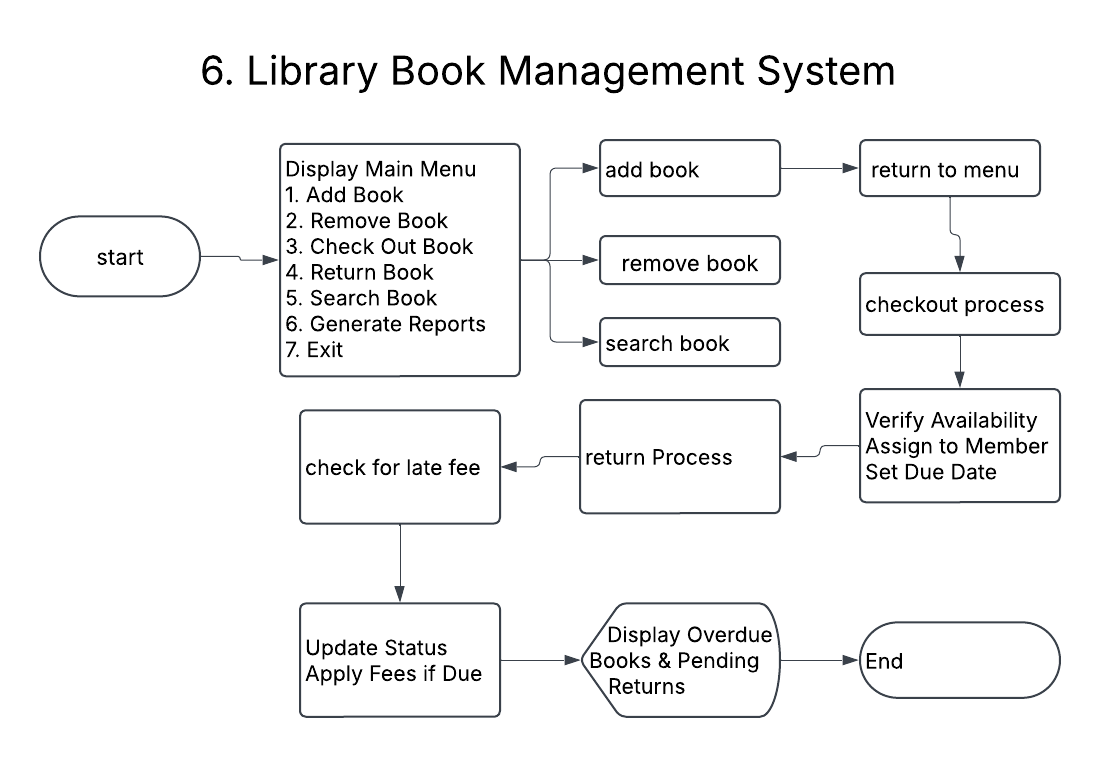 6. Library Book Management System
start
Display Main Menu
1. Add Book
2. Remove Book
3. Check Out Book
4. Return Book
5. Search Book
6. Generate Reports
7. Exit
add book
remove book
search book
return to menu
checkout process
Verify Availability
Assign to Member
Set Due Date
return Process
check for late fee
Update Status
Apply Fees if Due
Display Overdue
Books & Pending
Returns
End